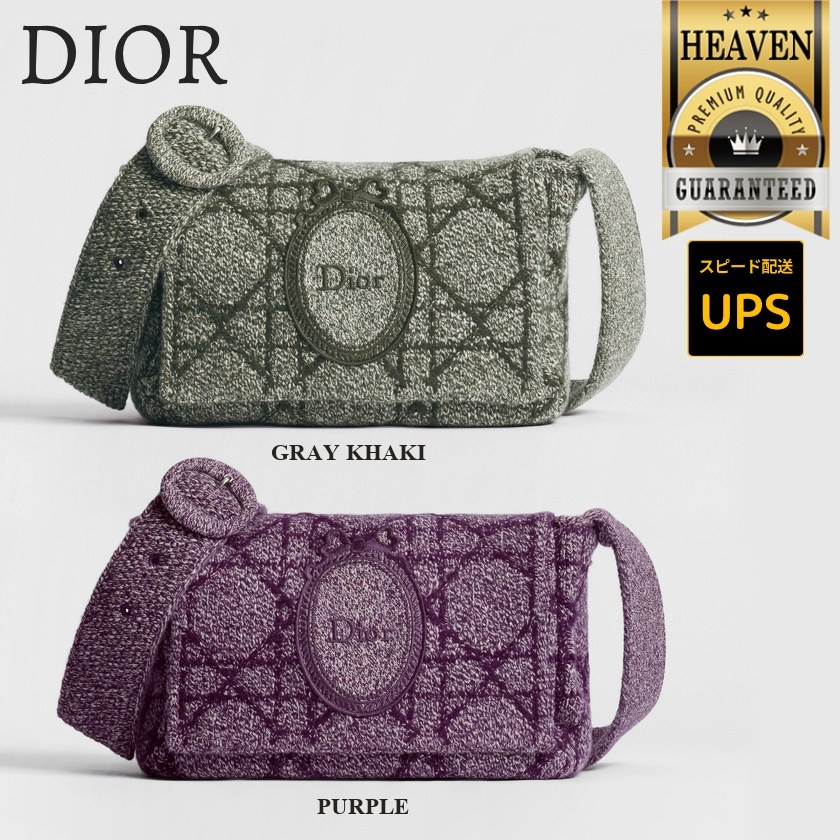 DIOR
HEAVEN
PREMIUM QUALITY
GUARANTEED
スピード配送
UPS
Dior
GRAY KHAKI
Dior
PURPLE